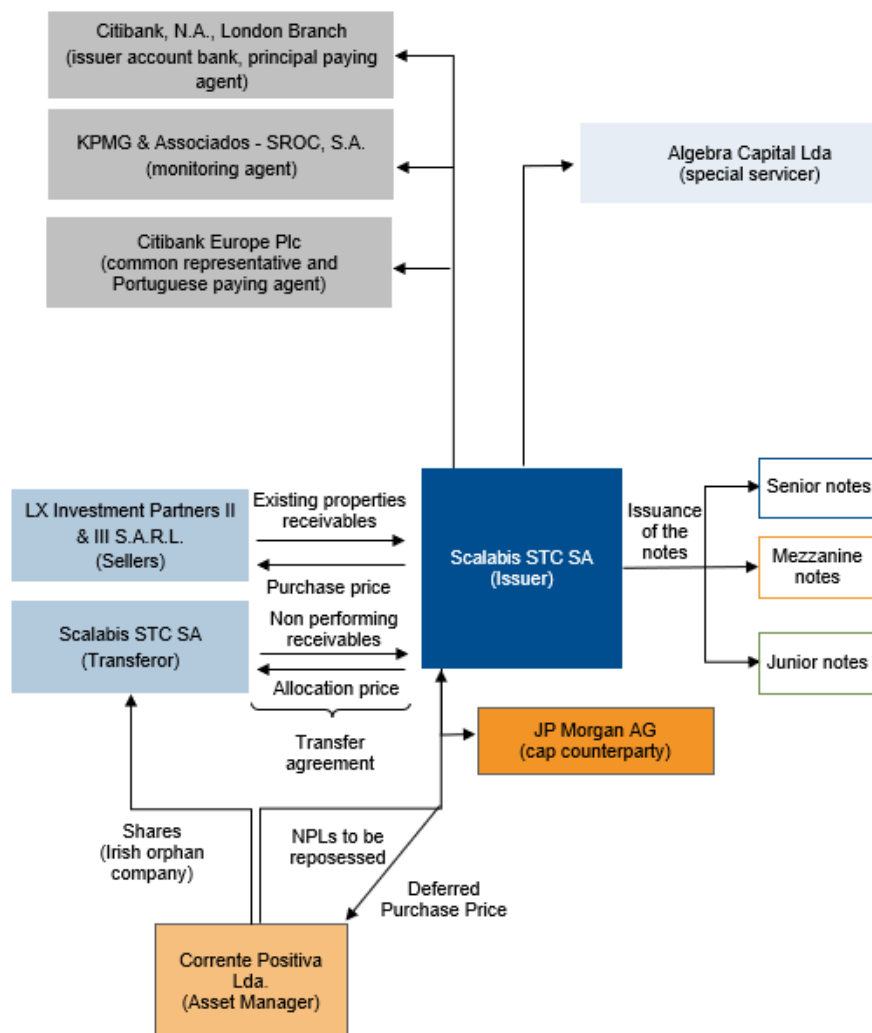 Citibank, N.A., London Branch
(issuer account bank, principal paying
agent)
KPMG & Associados - SROC, S.A.
(monitoring agent)
Citibank Europe Plc
(common representative and
Portuguese paying agent)
Algebra Capital Lda
(special servicer)
LX Investment Partners II
& III S.A.R.L.
(Sellers)
Existing properties
receivables
Purchase price
Scalabis STC SA
(Transferor)
Non performing
receivables
Allocation price
Transfer
agreement
Scalabis STC SA
(Issuer)
Issuance
of the
notes
Senior notes
Mezzanine
notes
Junior notes
JP Morgan AG
(cap counterparty)
Shares
(Irish orphan
company)
NPLs to be
reposessed
Deferred
Purchase Price
Corrente Positiva
Lda.
(Asset Manager)